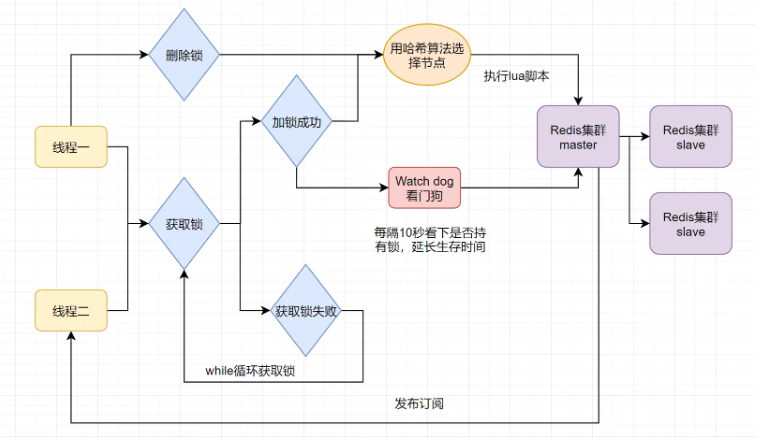 删除锁
用哈希算法选
择节点
执行lua脚本
线程一
加锁成功
Redis集群
master
Redis集群
slave
Watch dog
看门狗
获取锁
Redis集群
slave
每隔10秒看下是否持
有锁，延长生存时间
线程二
获取锁失败
while循环获取锁
发布订阅